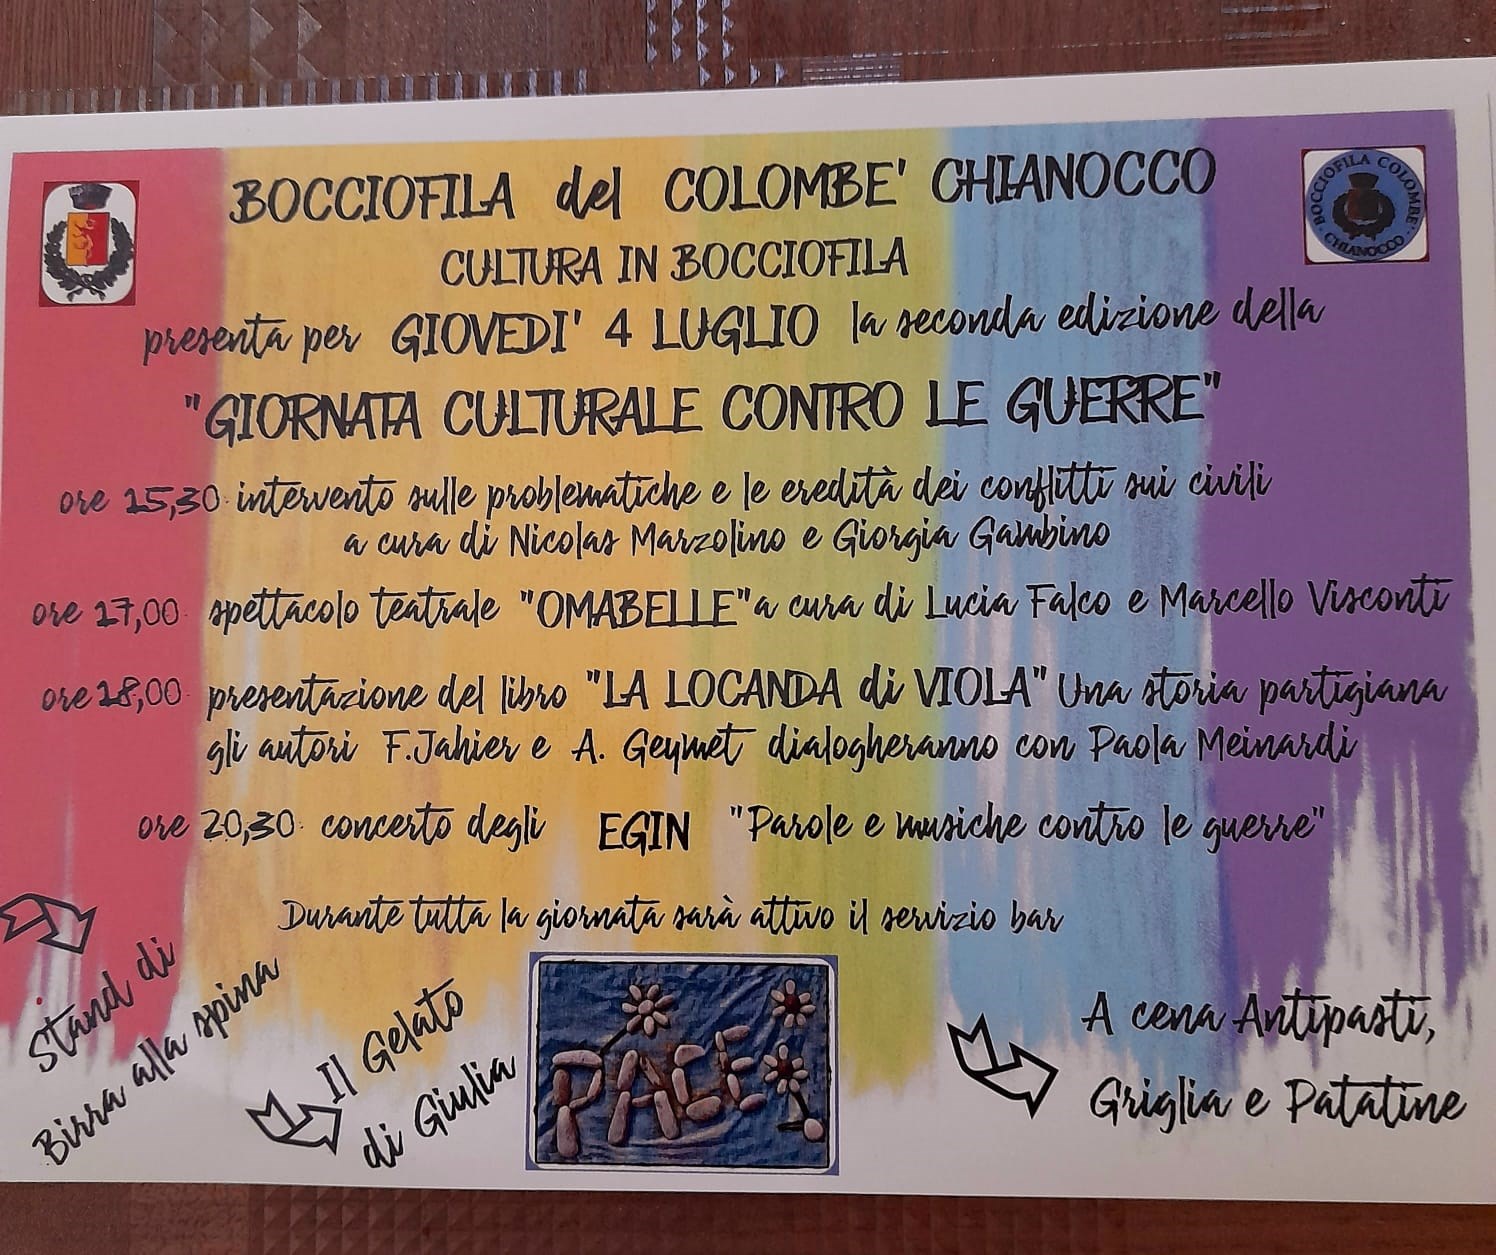 BOCCIOFILA del COLOMBE' CHIANOCCO
BOCCIOFILA COLOMBE'
CHIANOCCO
CULTURA IN BOCCIOFILA
presenta per GIOVEDI' 4 LUGLIO la seconda edizione della
"GIORNATA CULTURALE CONTRO LE GUERRE"
ore 15,30: intervento sulle problematiche e le eredità dei conflitti sui civili
a cura di Nicolas Marzolino e Giorgia Gambino
ore 17,00: spettacolo teatrale "OMABELLE" a cura di Lucia Falco e Marcello Visconti
ore 18,00: presentazione del libro "LA LOCANDA di VIOLA" Una storia partigiana
gli autori F.Jahier e A. Geymet dialogheranno con Paola Meinardi
ore 20,30: concerto degli EGIN "Parole e musiche contro le guerre"
Durante tutta la giornata sarà attivo il servizio bar
Stand di
Birra alla spina
Il Gelato
di Giulia
PACE!
A cena Antipasti,
Griglia e Patatine